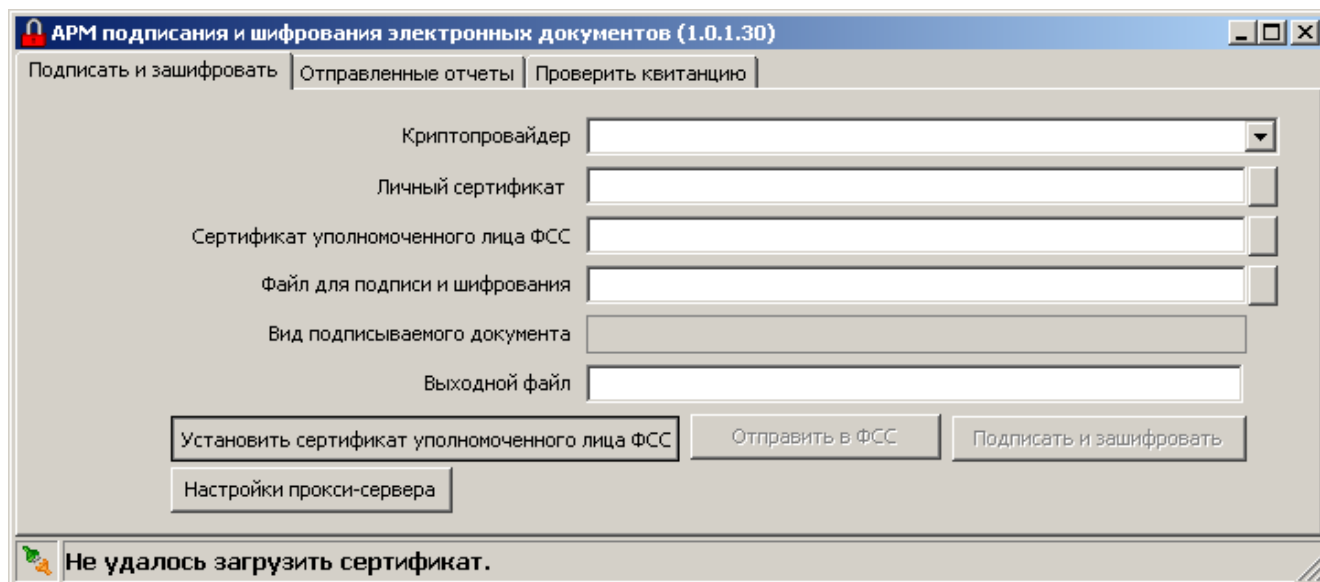 АРМ подписания и шифрования электронных документов (1.0.1.30)
Подписать и зашифровать Отправленные отчеты Проверить квитанцию
Криптопровайдер
Личный сертификат
Сертификат уполномоченного лица ФСС
Файл для подписи и шифрования
Вид подписываемого документа
Выходной файл
Установить сертификат уполномоченного лица ФСС Отправить в ФСС Подписать и зашифровать
Настройки прокси-сервера
Не удалось загрузить сертификат.